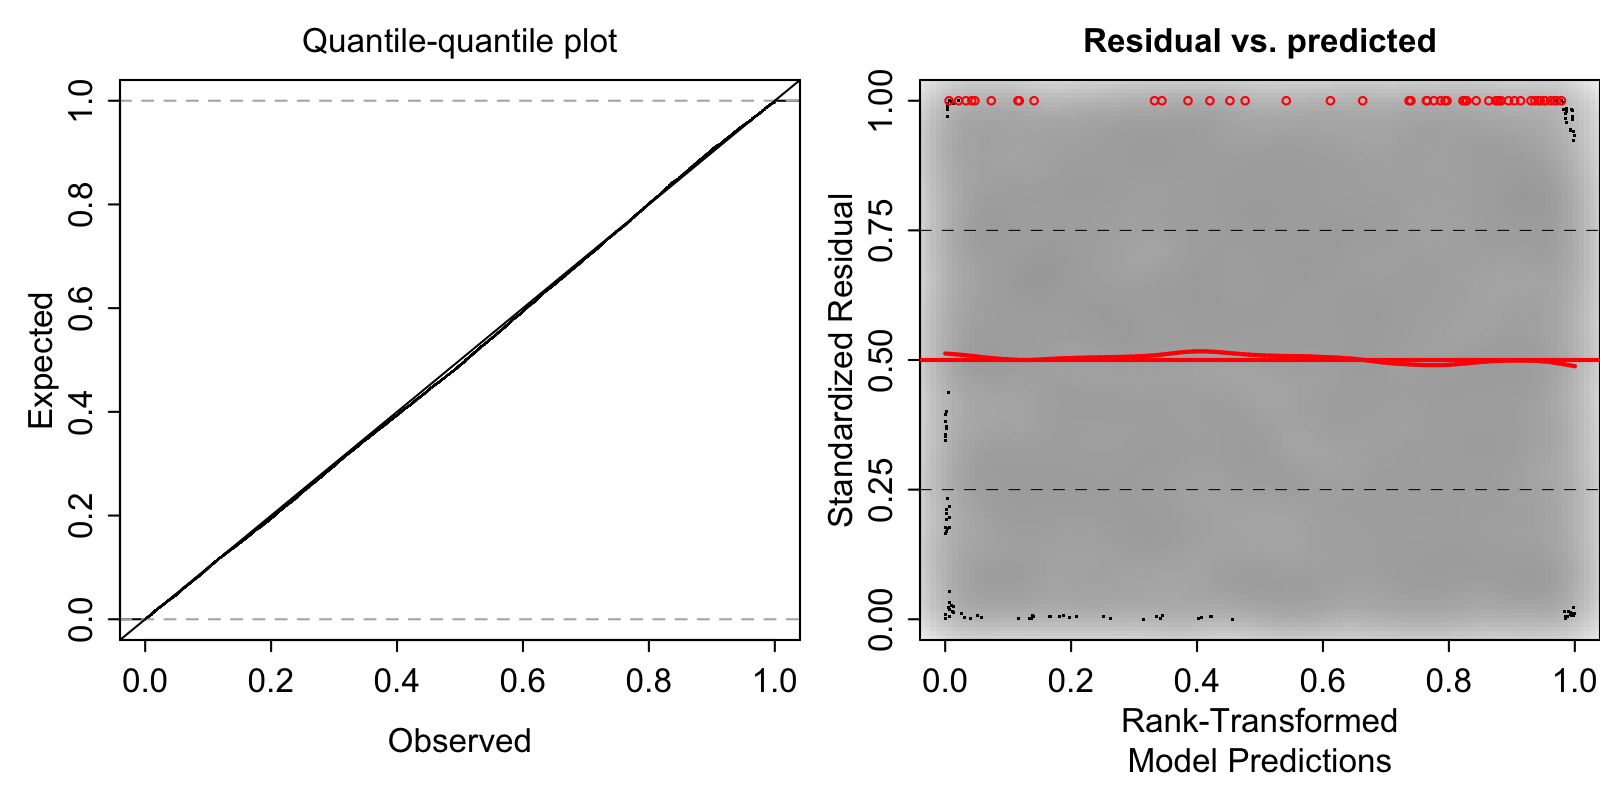 Quantile-quantile plot
Expected
0.0 0.2 0.4 0.6 0.8 1.0
0.0 0.2 0.4 0.6 0.8 1.0
Observed
Residual vs. predicted
Standardized Residual
0.00 0.25 0.50 0.75 1.00
0.0 0.2 0.4 0.6 0.8 1.0
Rank-Transformed
Model Predictions